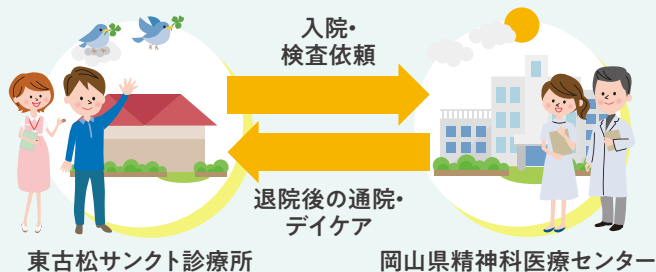 入院・
検査依頼
退院後の通院・
デイケア
東古松サンクト診療所
岡山県精神科医療センター